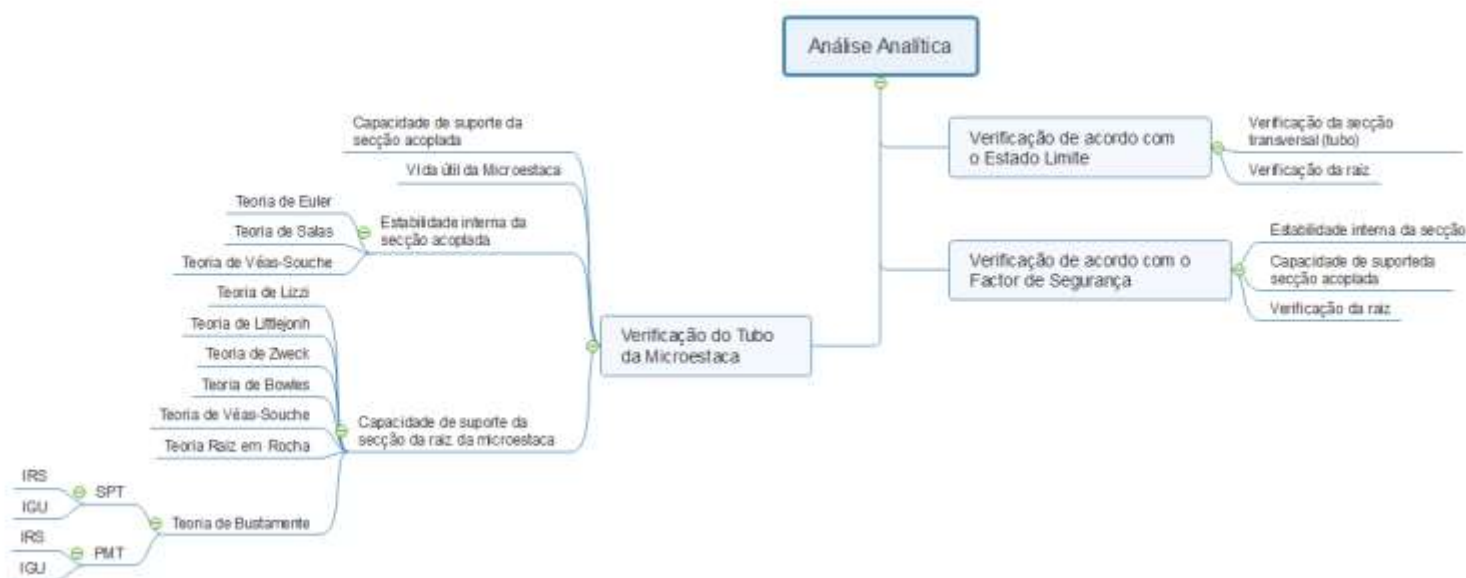 Análise Analítica
Verificação de acordo com
o Estado Limite
Verificação da secção
transversal (tubo)
Verificação da raiz
Verificação de acordo com o
Factor de Segurança
Estabilidade interna da secção
Capacidade de suporteda
secção acoplada
Verificação da raiz
Verificação do Tubo
da Microestaca
Capacidade de suporte da
secção acoplada
Vida útil da Microestaca
Estabilidade interna da
secção acoplada
Teoria de Euler
Teoria de Salas
Teoria de Véas-Souche
Capacidade de suporte da
secção da raiz da microestaca
Teoria de Lizzi
Teoria de Littlejonh
Teoria de Zweck
Teoria de Bowles
Teoria de Véas-Souche
Teoria Raiz em Rocha
Teoria de Bustamente
SPT
IRS
IGU
PMT
IRS
IGU